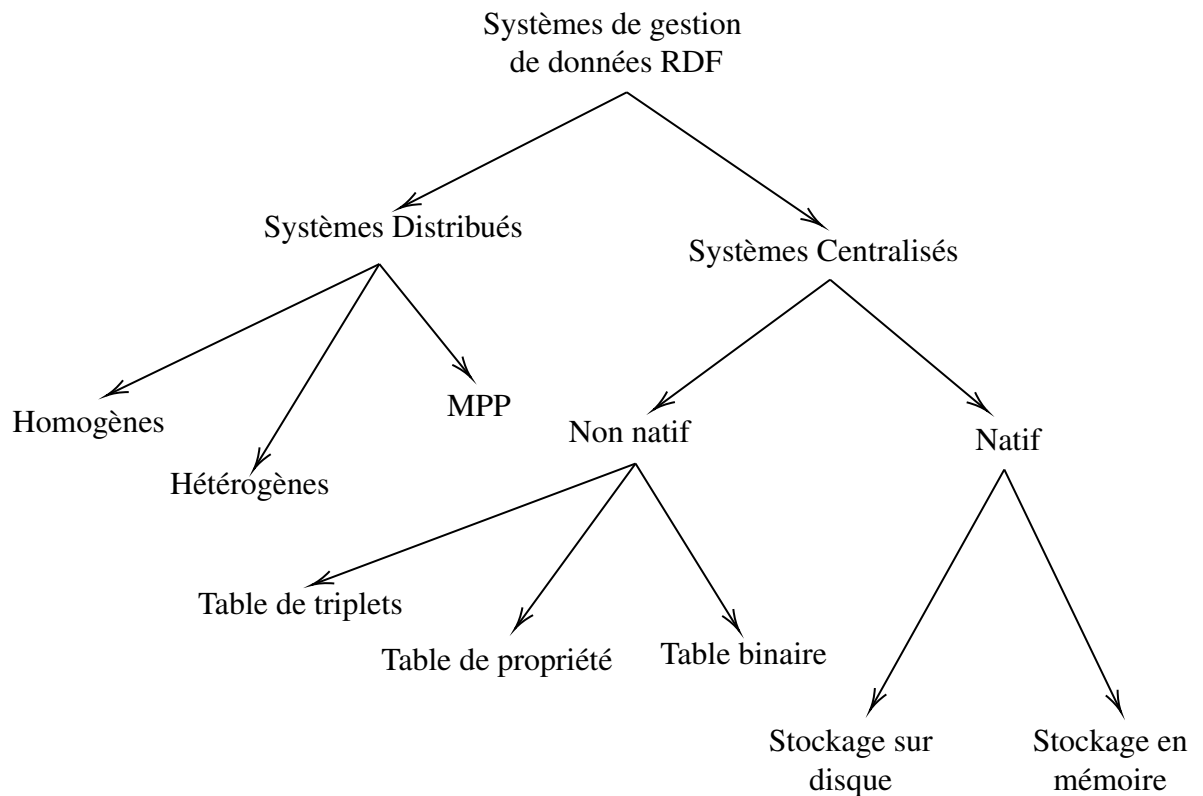 Systèmes de gestion
de données RDF
Systèmes Distribués
Systèmes Centralisés
Homogènes
MPP
Hétérogènes
Non natif
Natif
Table de triplets
Table de propriété
Table binaire
Stockage sur
disque
Stockage en
mémoire